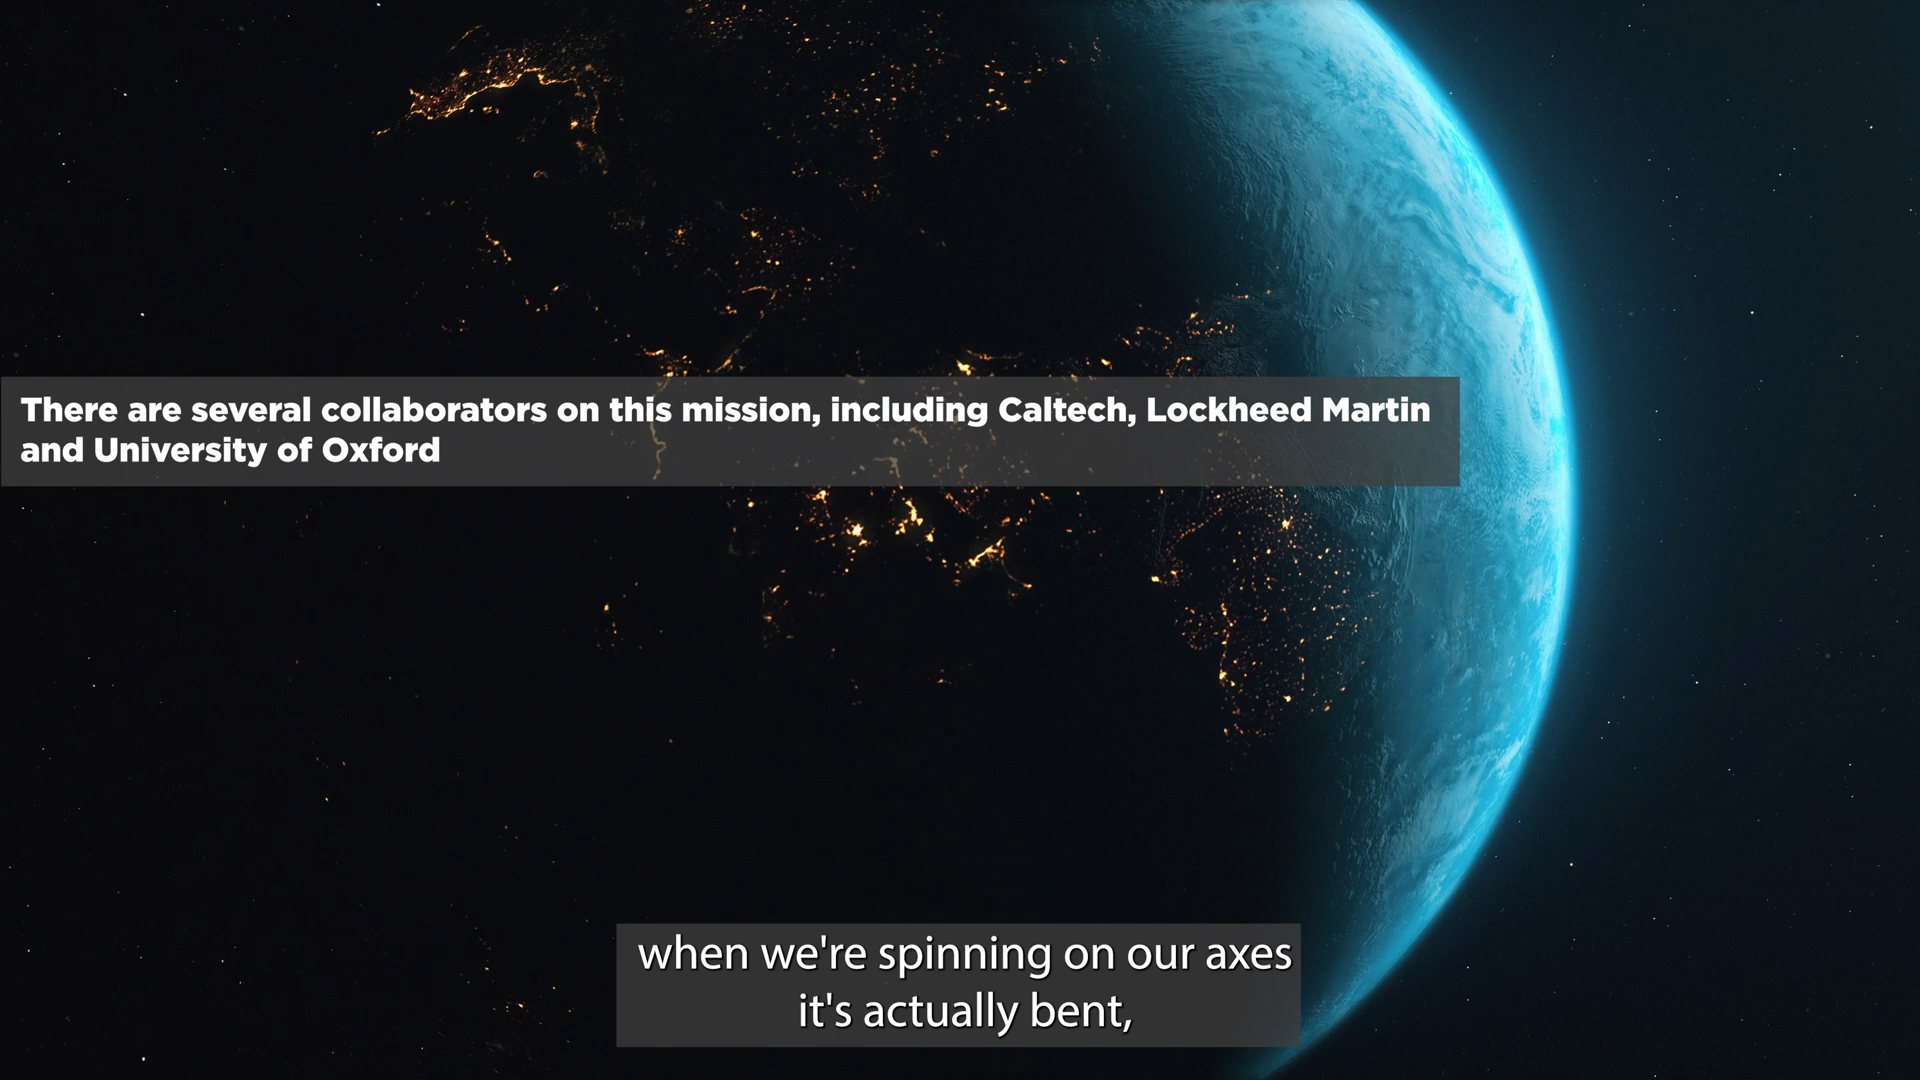 There are several collaborators on this mission, including Caltech, Lockheed Martin
and University of Oxford
when we're spinning on our axes
it's actually bent,